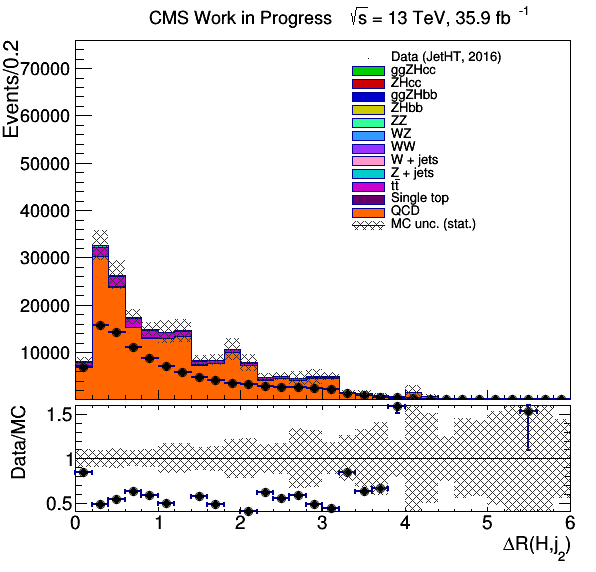 CMS Work in Progress √s = 13 TeV, 35.9 fb⁻¹
Events/0.2
70000
60000
50000
40000
30000
20000
10000
Data (JetHT, 2016)
ggZHcc
ZHcc
ggZHbb
ZHbb
ZZ
WZ
WW
W + jets
Z + jets
tt̄
Single top
QCD
MC unc. (stat.)
Data/MC
1.5
1
0.5
0 1 2 3 4 5 6
ΔR(H,j₂)